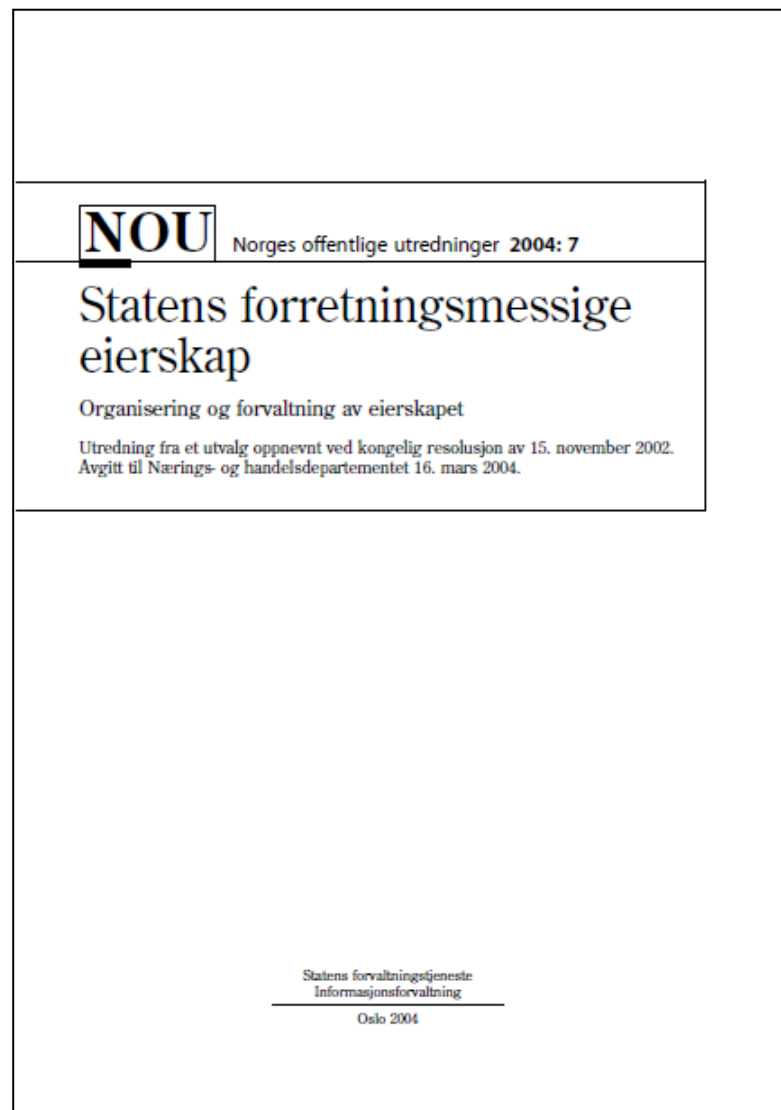 NOU Norges offentlige utredninger 2004: 7
Statens forretningsmessige
eierskap
Organisering og forvaltning av eierskapet
Utredning fra et utvalg oppnevnt ved kongelig resolusjon av 15. november 2002.
Avgitt til Nærings- og handelsdepartementet 16. mars 2004.
Statens forvaltningstjeneste
Informasjonsforvaltning
Oslo 2004